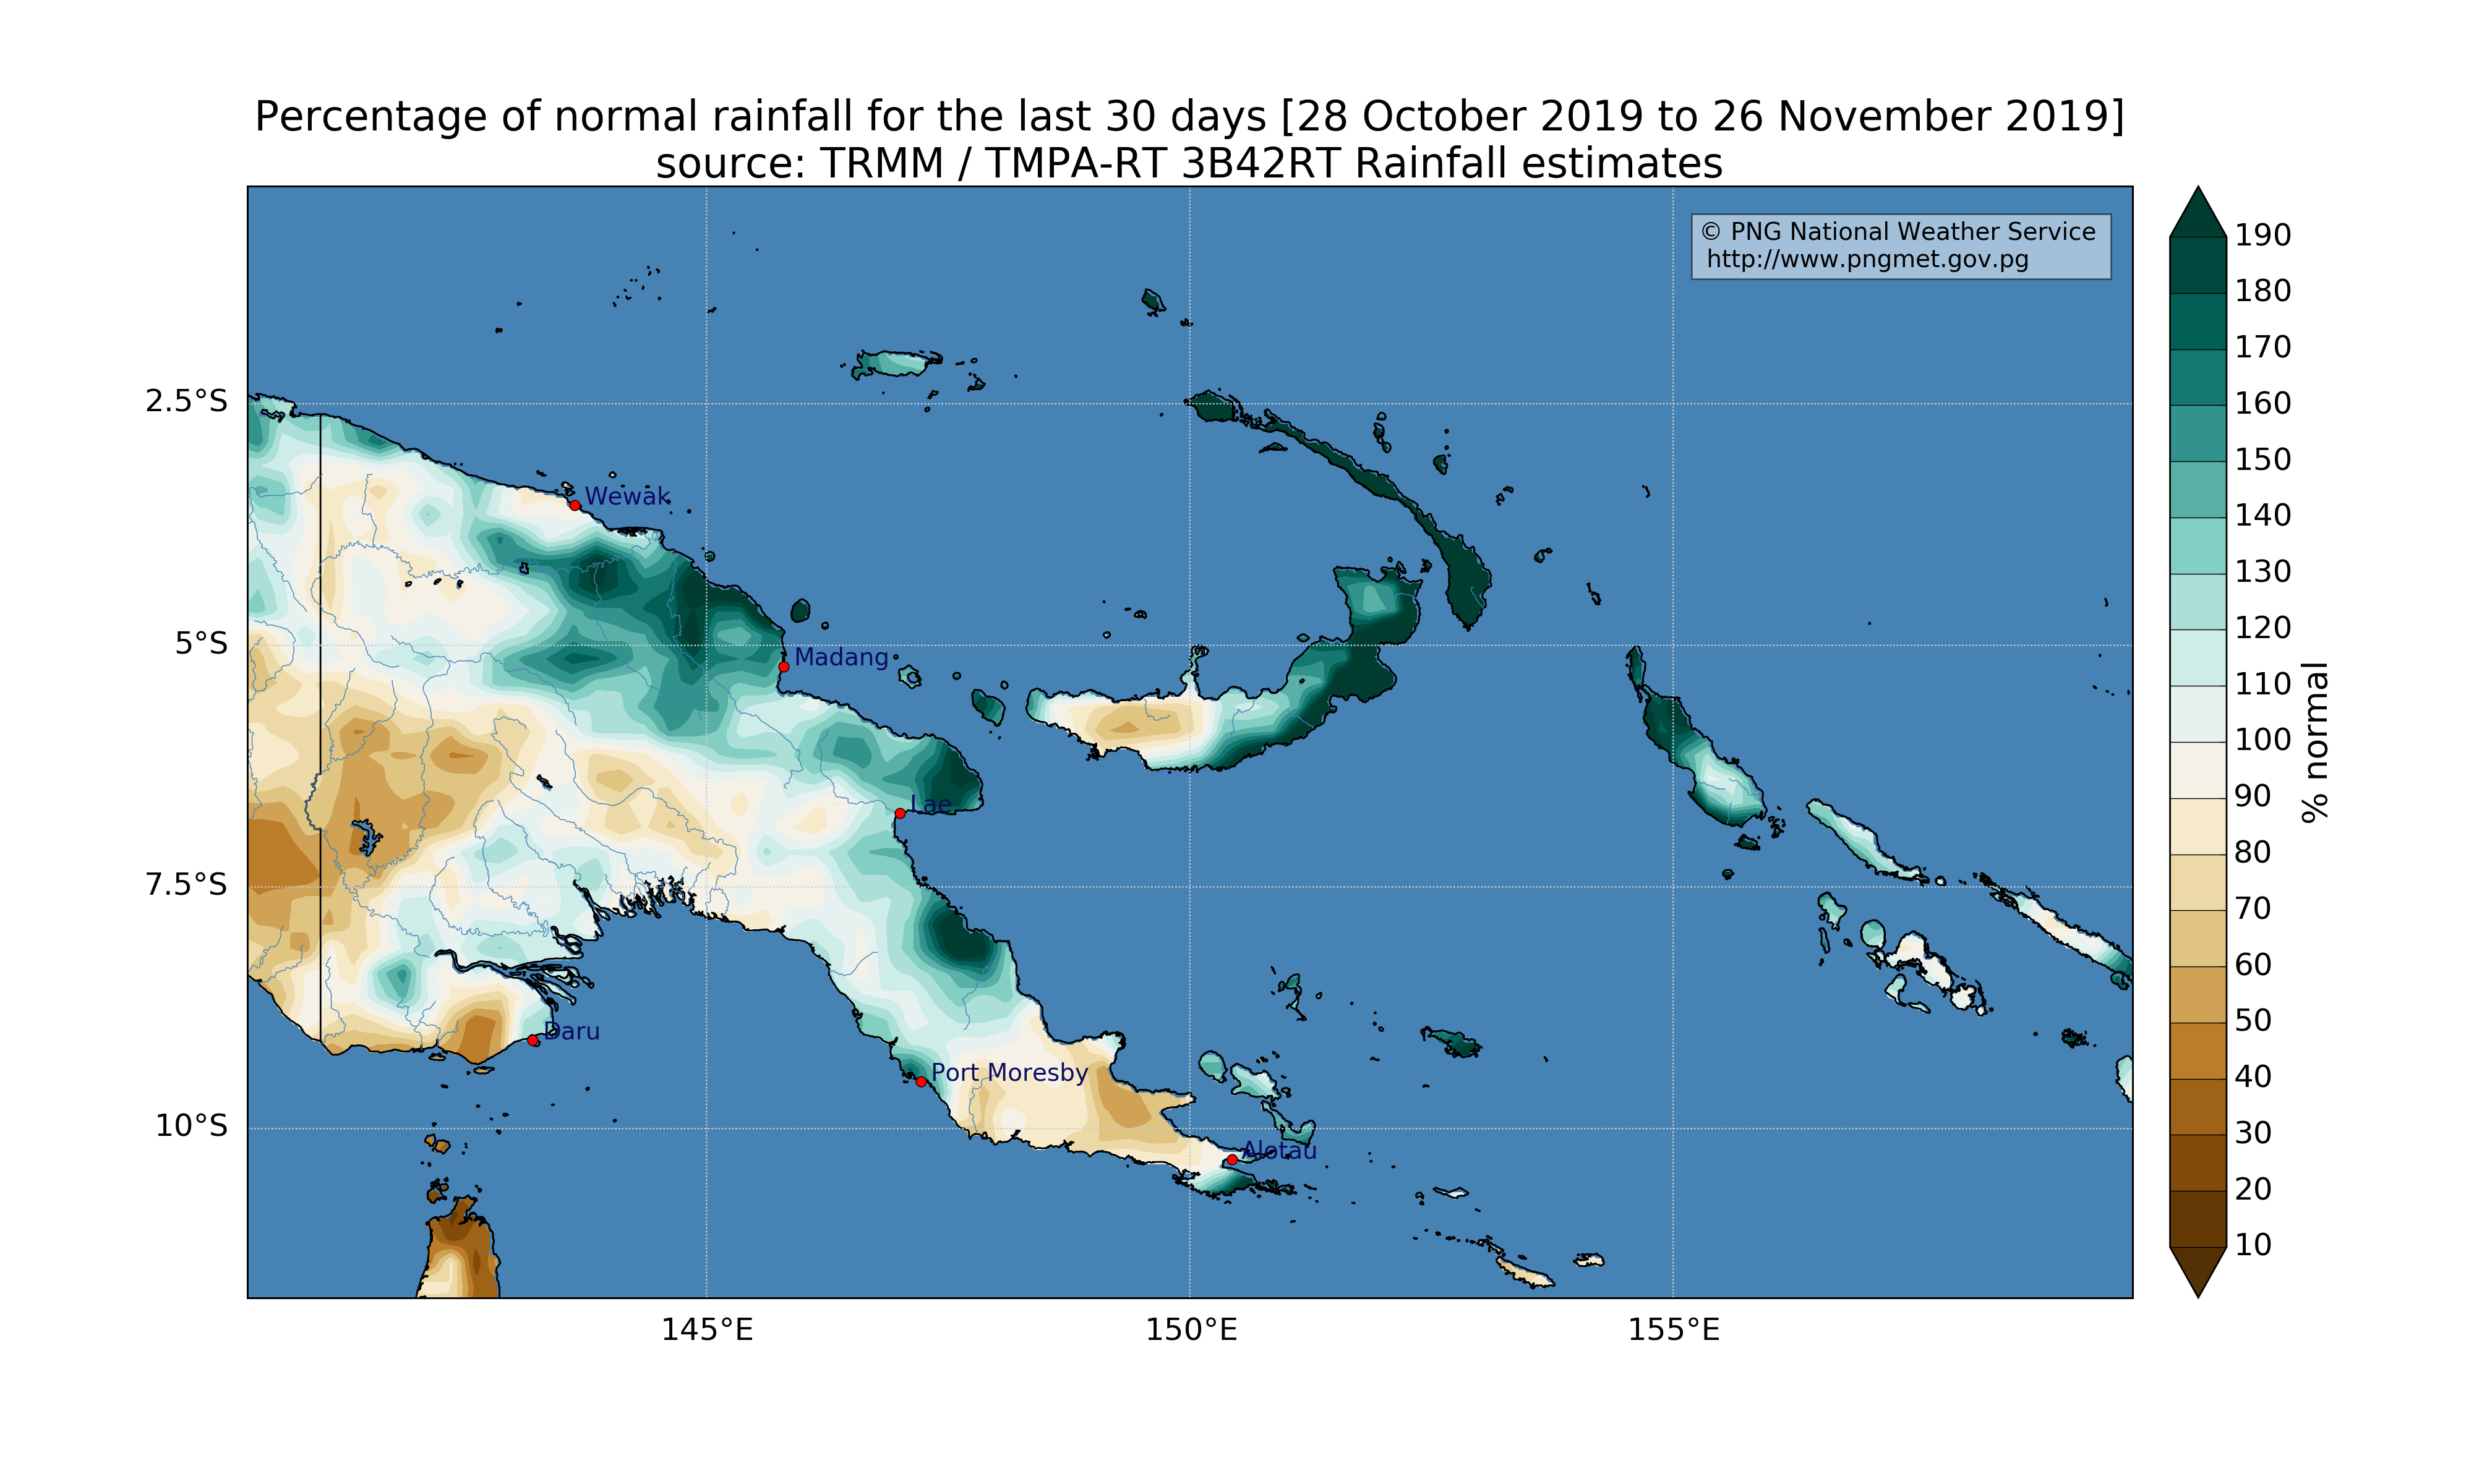 Percentage of normal rainfall for the last 30 days [28 October 2019 to 26 November 2019]
source: TRMM / TMPA-RT 3B42RT Rainfall estimates
© PNG National Weather Service
http://www.pngmet.gov.pg
2.5°S
5°S
7.5°S
10°S
Wewak
Madang
Lae
Daru
Port Moresby
Alotau
145°E
150°E
155°E
190
180
170
160
150
140
130
120
110
100
90
80
70
60
50
40
30
20
10
% normal